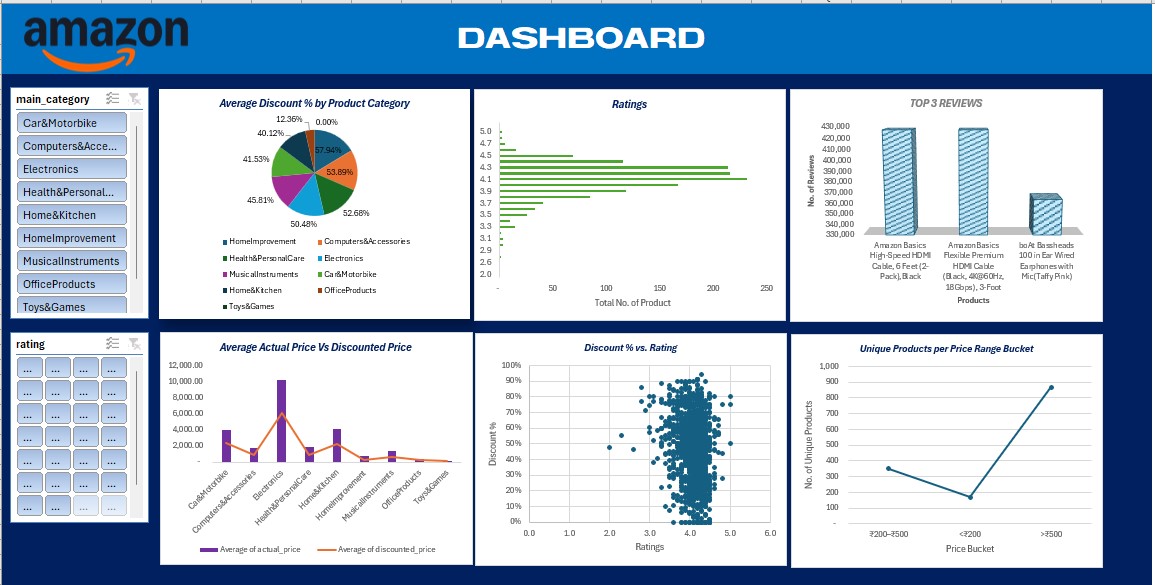 amazon
DASHBOARD
main_category
Car&Motorbike
Computers&Acce...
Electronics
Health&Personal...
Home&Kitchen
HomeImprovement
MusicalInstruments
OfficeProducts
Toys&Games
Average Discount % by Product Category
12.36%
0.00%
40.12%
57.94%
41.53%
53.89%
45.81%
52.68%
50.48%
HomeImprovement
Computers&Accessories
Health&PersonalCare
Electronics
MusicalInstruments
Car&Motorbike
Home&Kitchen
OfficeProducts
Toys&Games
Ratings
5.0
4.7
4.5
4.3
4.1
3.9
3.7
3.5
3.3
3.1
2.9
2.6
2.0
-
50
100
150
200
250
Total No. of Product
TOP 3 REVIEWS
No. of Reviews
430,000
420,000
410,000
400,000
390,000
380,000
370,000
360,000
350,000
340,000
330,000
Amazon Basics
High-Speed HDMI
Cable, 6 Feet (2-
Pack),Black
Amazon Basics
Flexible Premium
HDMI Cable
(Black, 4K@60Hz,
18Gbps), 3-Foot
boAt Bassheads
100 in Ear Wired
Earphones with
Mic(Taffy Pink)
Products
rating
... ... ... ...
... ... ... ...
... ... ... ...
... ... ... ...
... ... ... ...
... ... ... ...
... ... ... ...
Average Actual Price Vs Discounted Price
12,000.00
10,000.00
8,000.00
6,000.00
4,000.00
2,000.00
-
Car&Motorbike
Computers&Accessories
Electronics
Health&PersonalCare
Home&Kitchen
HomeImprovement
MusicalInstruments
OfficeProducts
Toys&Games
Average of actual_price
Average of discounted_price
Discount % vs. Rating
Discount %
100%
90%
80%
70%
60%
50%
40%
30%
20%
10%
0%
0.0
1.0
2.0
3.0
4.0
5.0
6.0
Ratings
Unique Products per Price Range Bucket
No. of Unique Products
1,000
900
800
700
600
500
400
300
200
100
-
₹200–₹500
<₹200
>₹500
Price Bucket